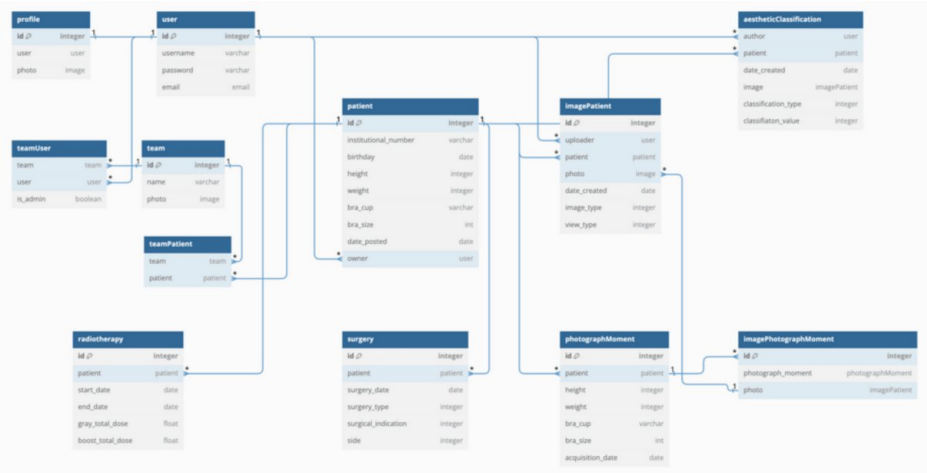 profile
id integer
user user
photo image
user
id integer
username varchar
password varchar
email email
aestheticClassification
author user
patient patient
date_created date
image imagePatient
classification_type integer
classifiaton_value integer
patient
id integer
institutional_number varchar
birthday date
height integer
weight integer
bra_cup varchar
bra_size int
date_posted date
owner user
imagePatient
id integer
uploader user
patient patient
photo image
date_created date
image_type integer
view_type integer
teamUser
team team
user user
is_admin boolean
team
id integer
name varchar
photo image
teamPatient
team team
patient patient
radiotherapy
id integer
patient patient
start_date date
end_date date
gray_total_dose float
boost_total_dose float
surgery
id integer
patient patient
surgery_date date
surgery_type integer
surgical_indication integer
side integer
photographMoment
id integer
patient patient
height integer
weight integer
bra_cup varchar
bra_size int
acquisition_date date
imagePhotographMoment
id integer
photograph_moment photographMoment
photo imagePatient